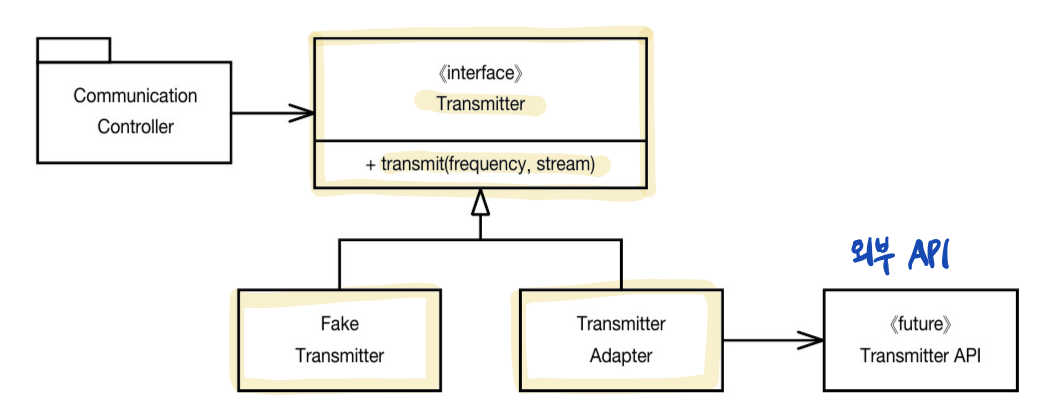 Communication
Controller
《interface》
Transmitter
+ transmit(frequency, stream)
외부 API
Fake
Transmitter
Transmitter
Adapter
《future》
Transmitter API